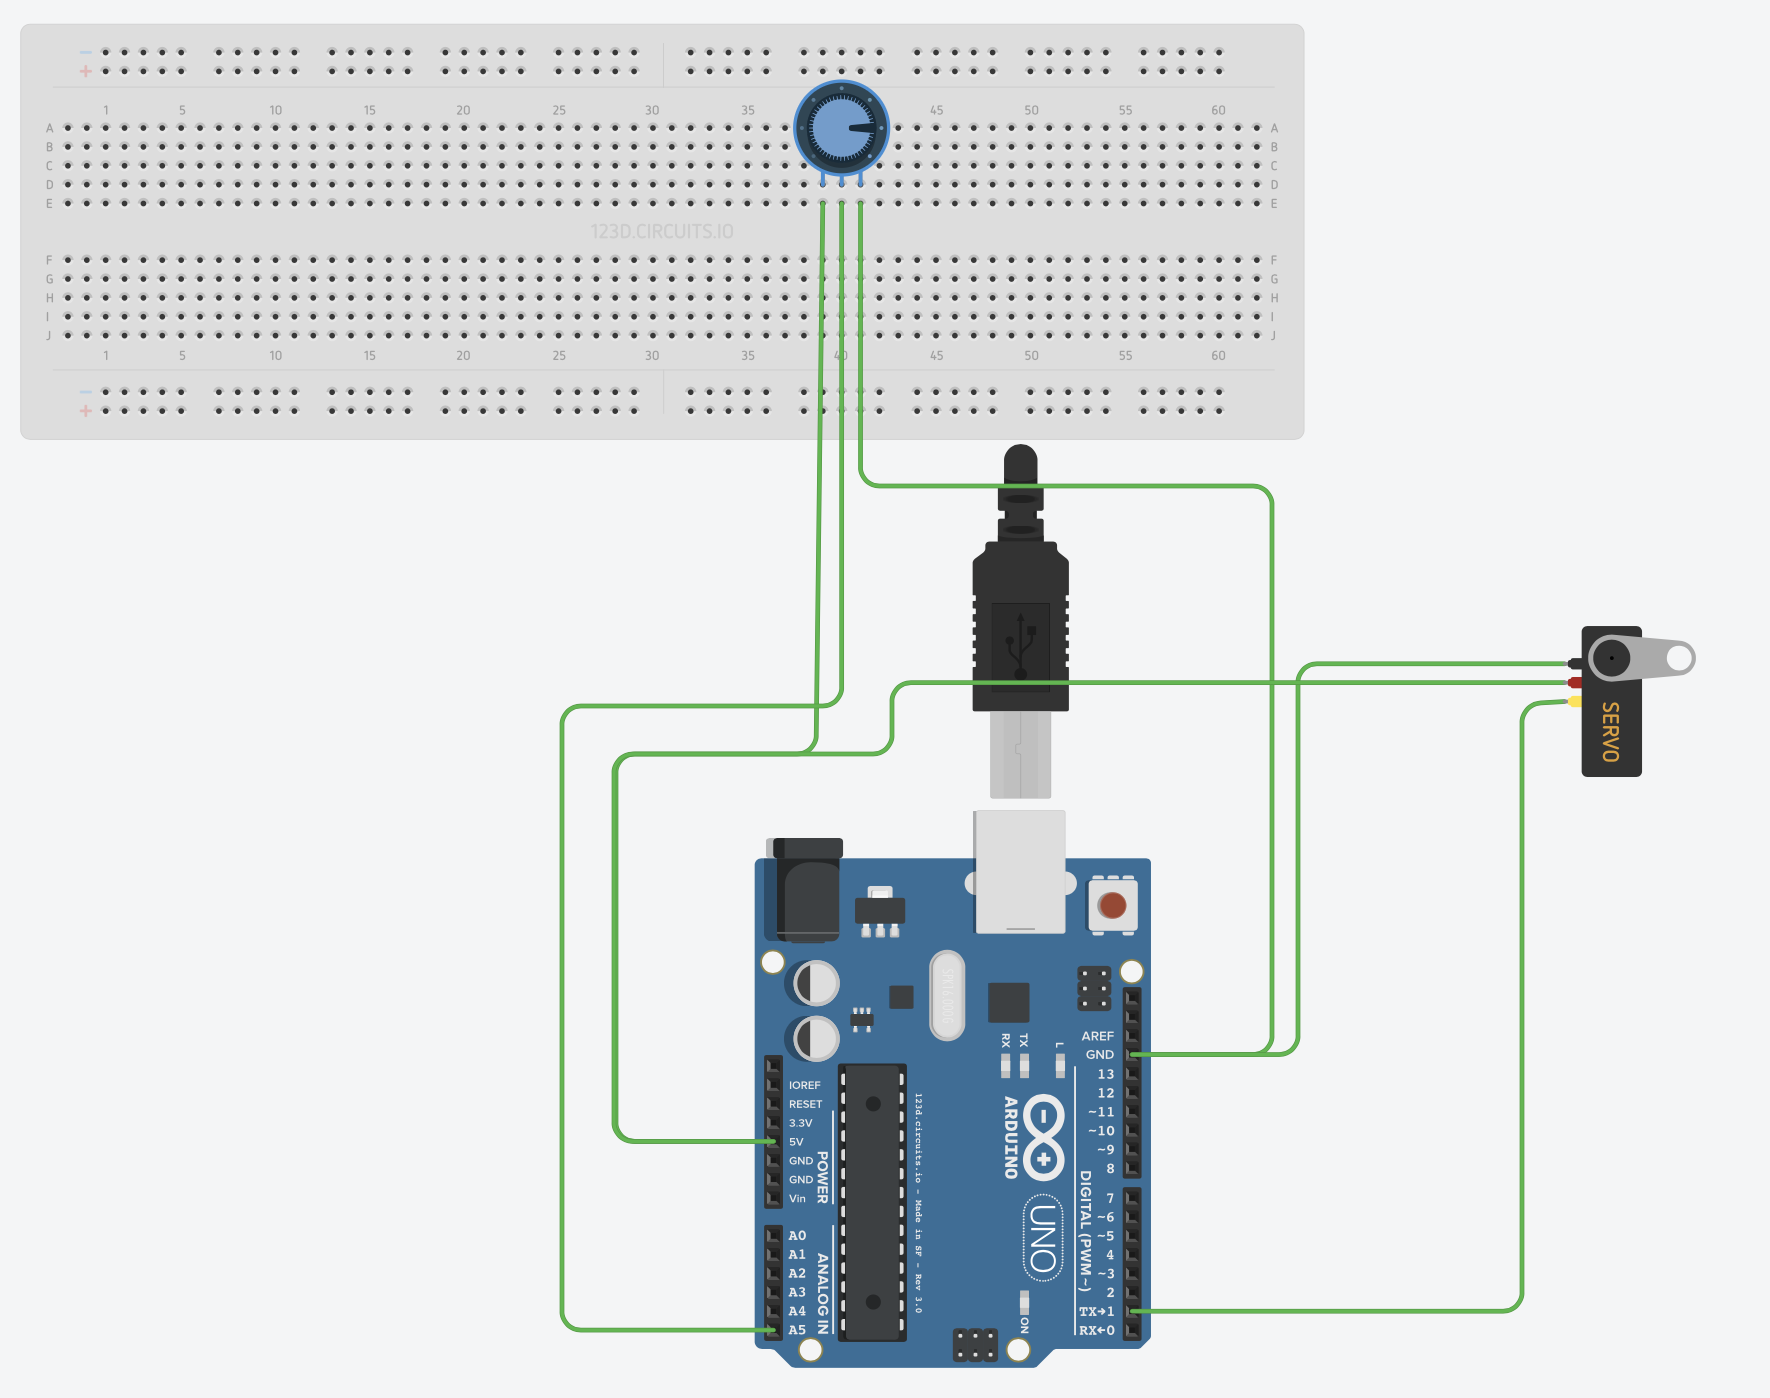 − 
+
1 5 10 15 20 25 30 35 45 50 55 60
A A
B B
C C
D D
E E
123D.CIRCUITS.IO
F F
G G
H H
I I
J J
1 5 10 15 20 25 30 35 40 45 50 55 60
−
+
SERVO
SPK16.000G
AREF
GND
RX TX L
13
12
~11
~10
~9
8
IOREF
RESET
3.3V
5V
GND
GND
Vin
POWER
123d.circuits.io - Made in SF - Rev 3.0
ARDUINO
UNO
DIGITAL (PWM~)
7
~6
~5
4
~3
2
TX→1
RX←0
A0
A1
A2
A3
A4
A5
ANALOG IN
ON